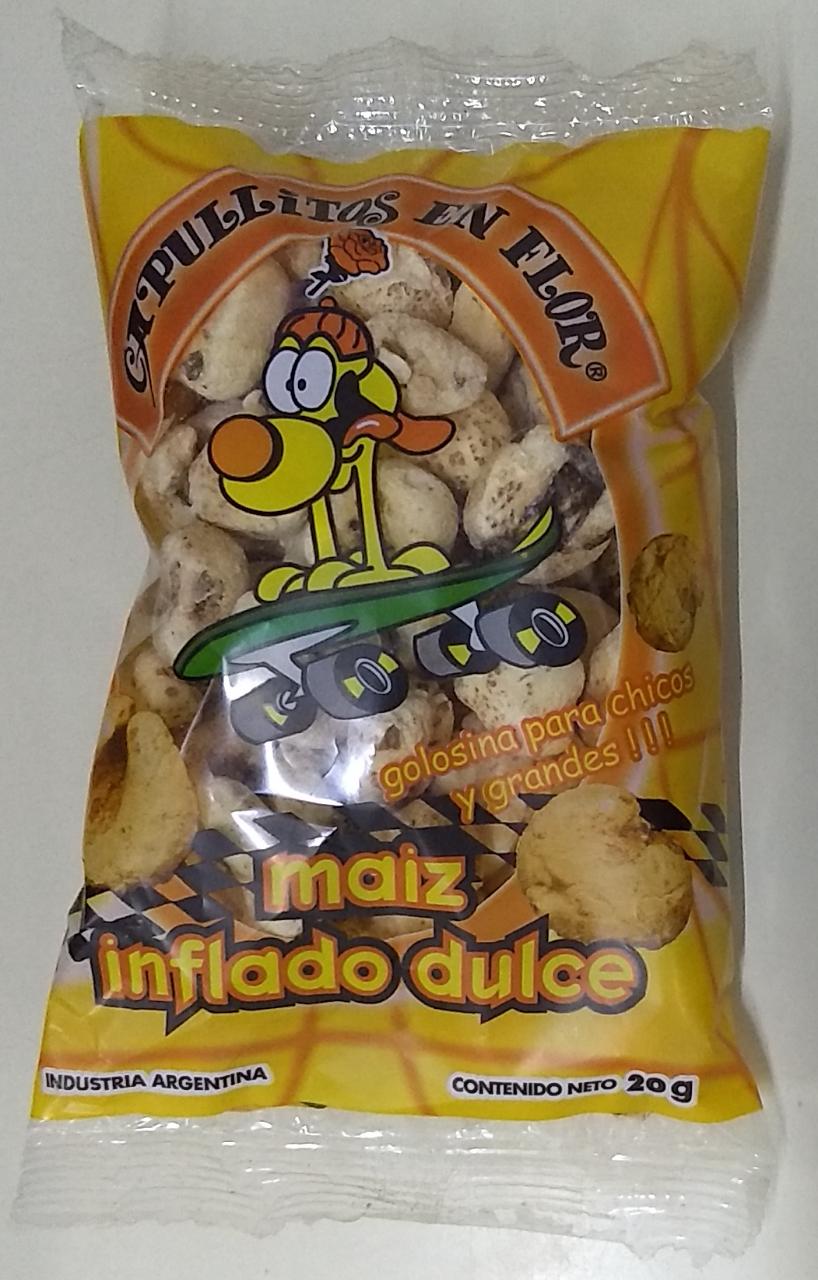 CAPULLiTOS EN FLOR®
golosina para chicos
y grandes ! ! !
maiz
inflado dulce
INDUSTRIA ARGENTINA
CONTENIDO NETO 20 g